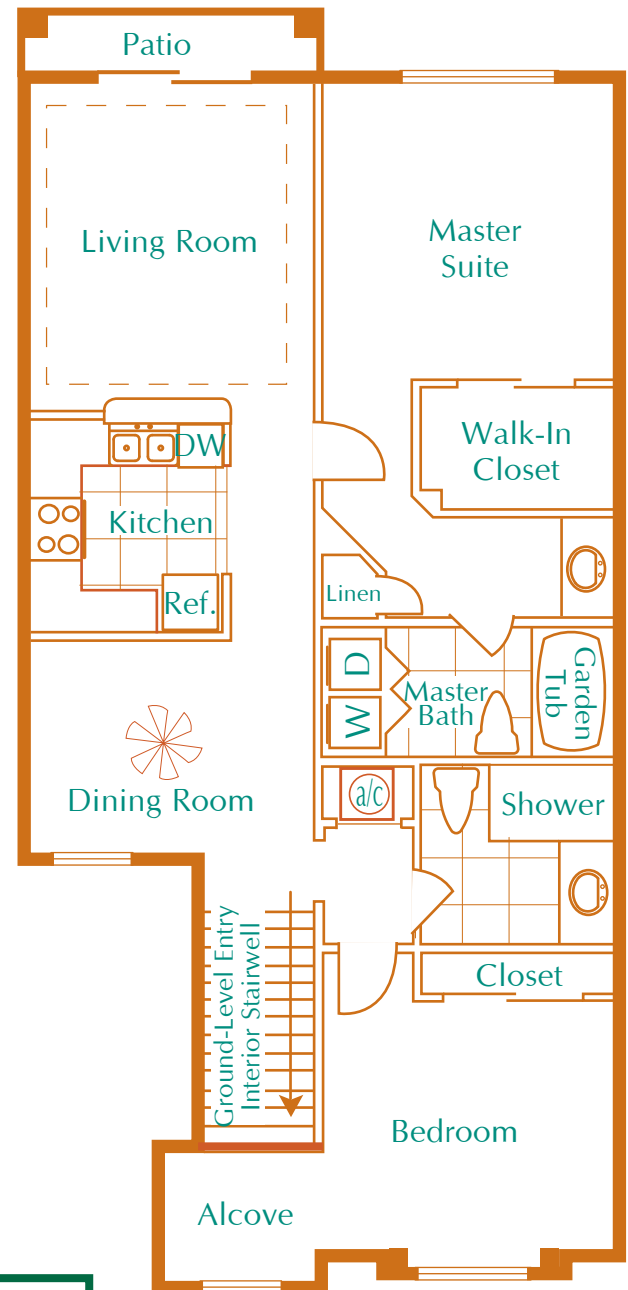 Patio
Living Room
Master
Suite
Walk-In
Closet
DW
Kitchen
Ref.
Linen
D
W
Master
Bath
Garden
Tub
Dining Room
a/c
Shower
Ground-Level Entry
Interior Stairwell
Closet
Bedroom
Alcove